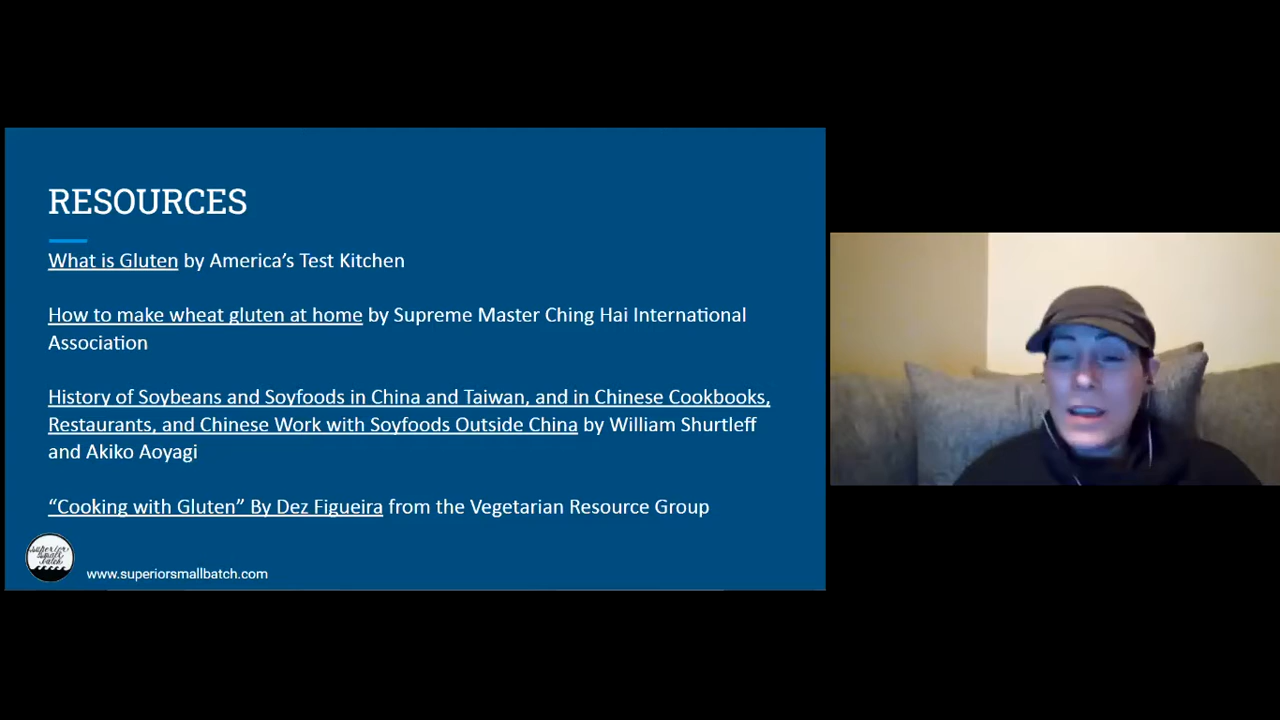 RESOURCES
What is Gluten by America’s Test Kitchen
How to make wheat gluten at home by Supreme Master Ching Hai International
Association
History of Soybeans and Soyfoods in China and Taiwan, and in Chinese Cookbooks,
Restaurants, and Chinese Work with Soyfoods Outside China by William Shurtleff
and Akiko Aoyagi
“Cooking with Gluten” By Dez Figueira from the Vegetarian Resource Group
superior
small
batch
www.superiorsmallbatch.com